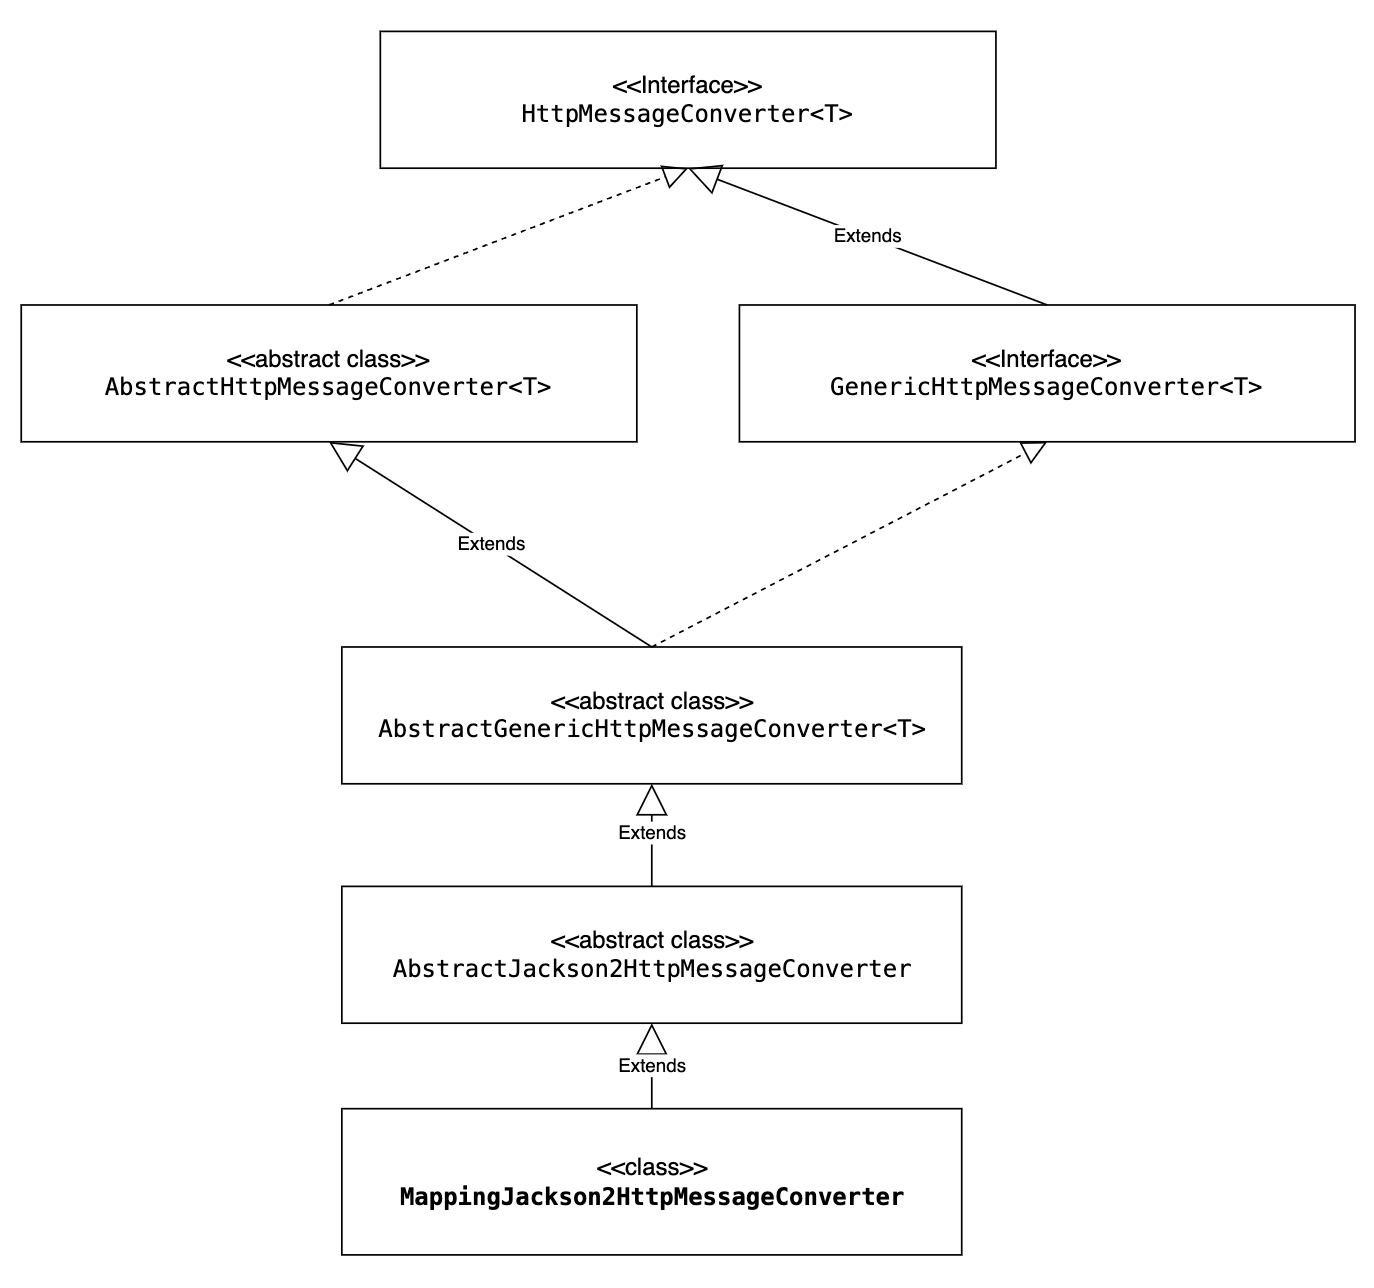 <<Interface>>
HttpMessageConverter<T>
Extends
<<abstract class>>
AbstractHttpMessageConverter<T>
<<Interface>>
GenericHttpMessageConverter<T>
Extends
<<abstract class>>
AbstractGenericHttpMessageConverter<T>
Extends
<<abstract class>>
AbstractJackson2HttpMessageConverter
Extends
<<class>>
MappingJackson2HttpMessageConverter